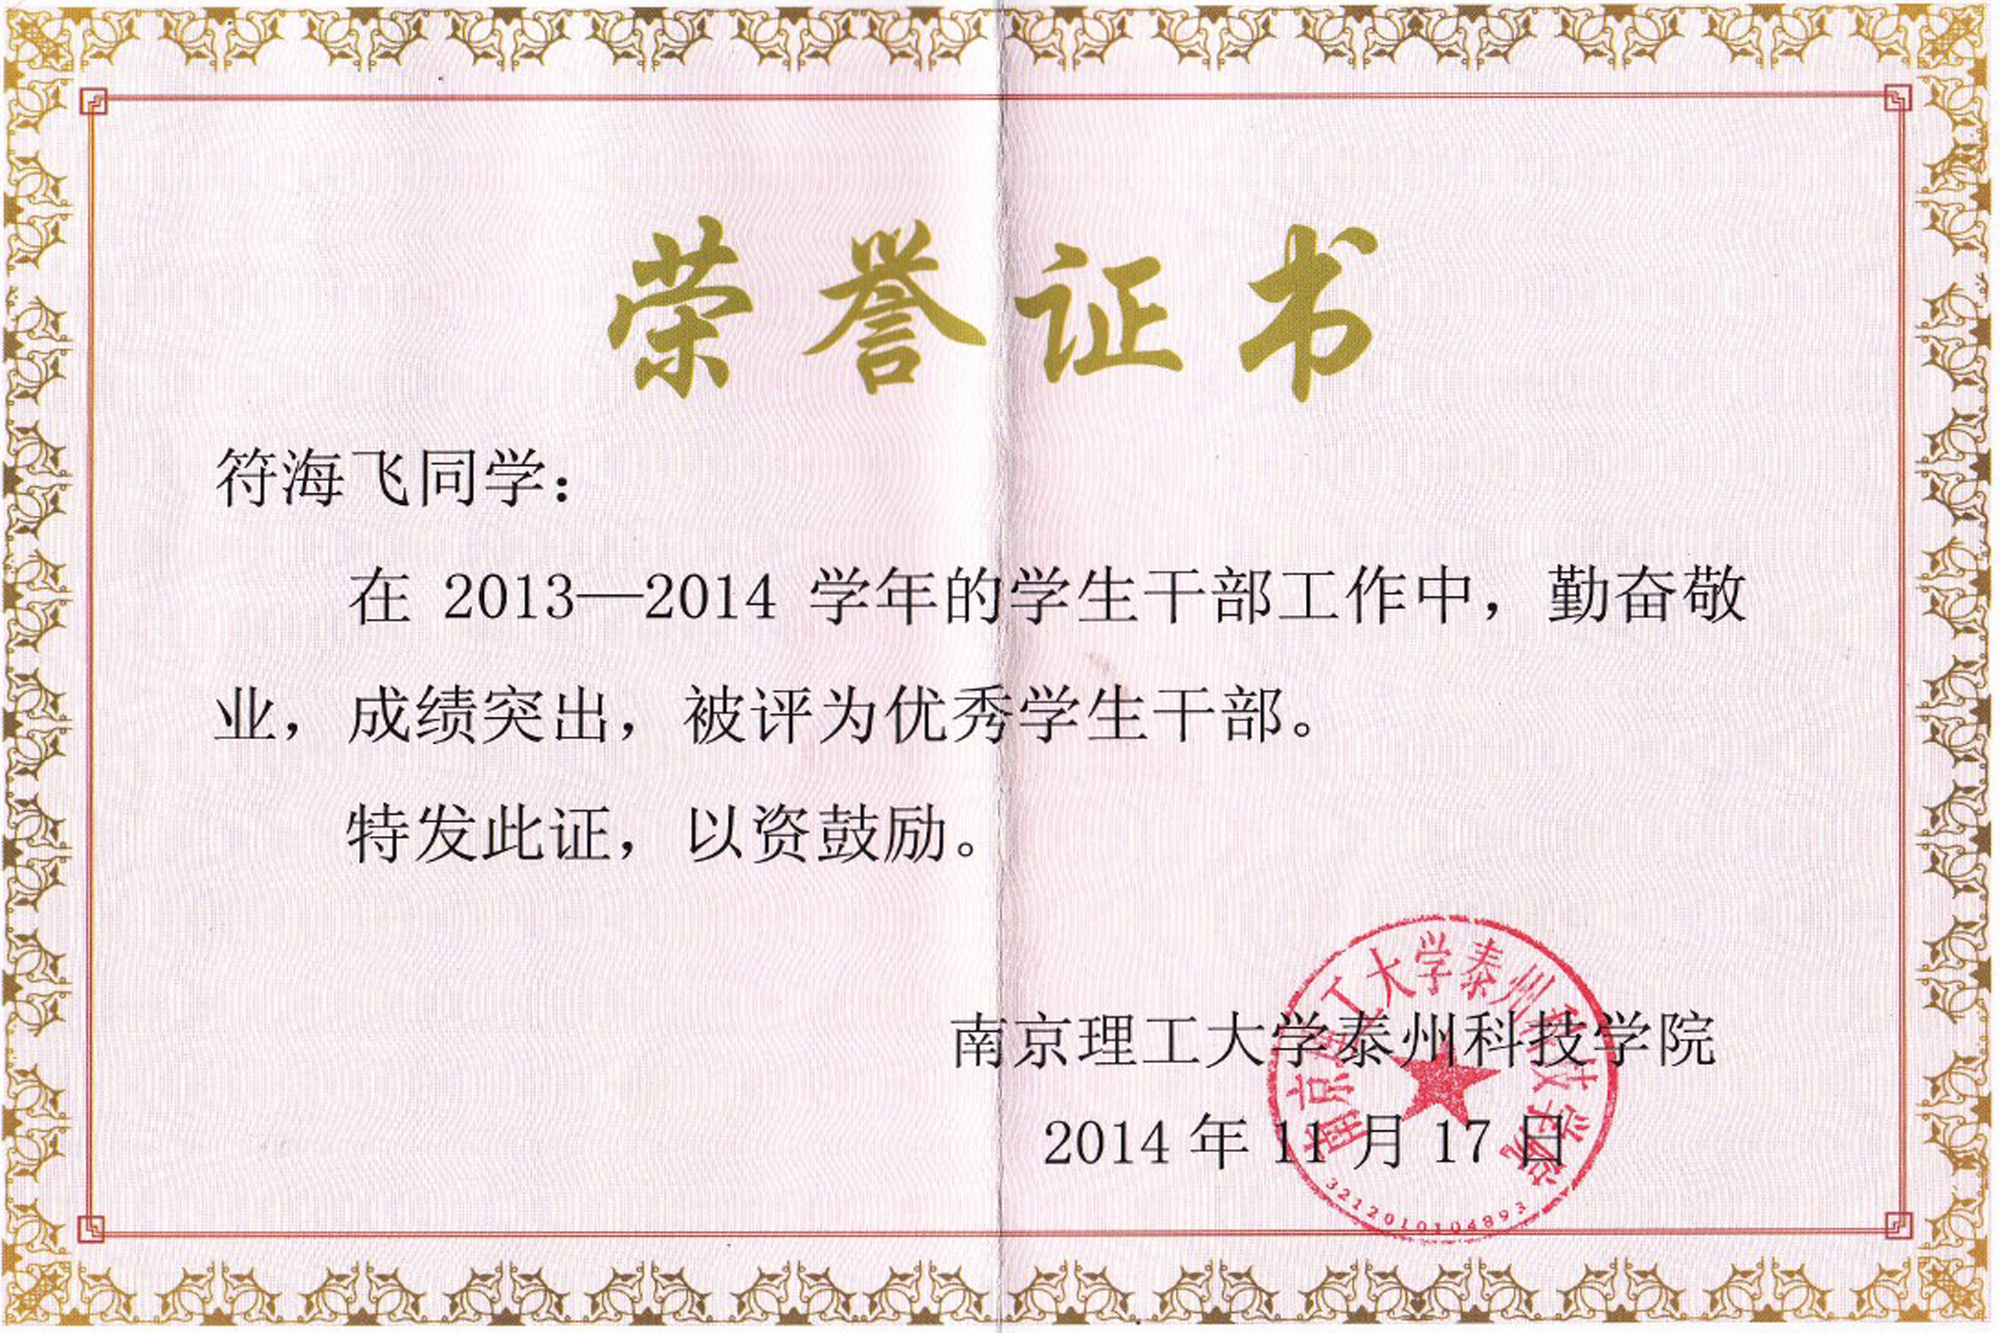 荣誉证书
符海飞同学：
在 2013—2014 学年的学生干部工作中，勤奋敬
业，成绩突出，被评为优秀学生干部。
特发此证，以资鼓励。
南京理工大学泰州科技学院
2014 年 11 月 17 日
南京理工大学泰州科技学院
3212010104893